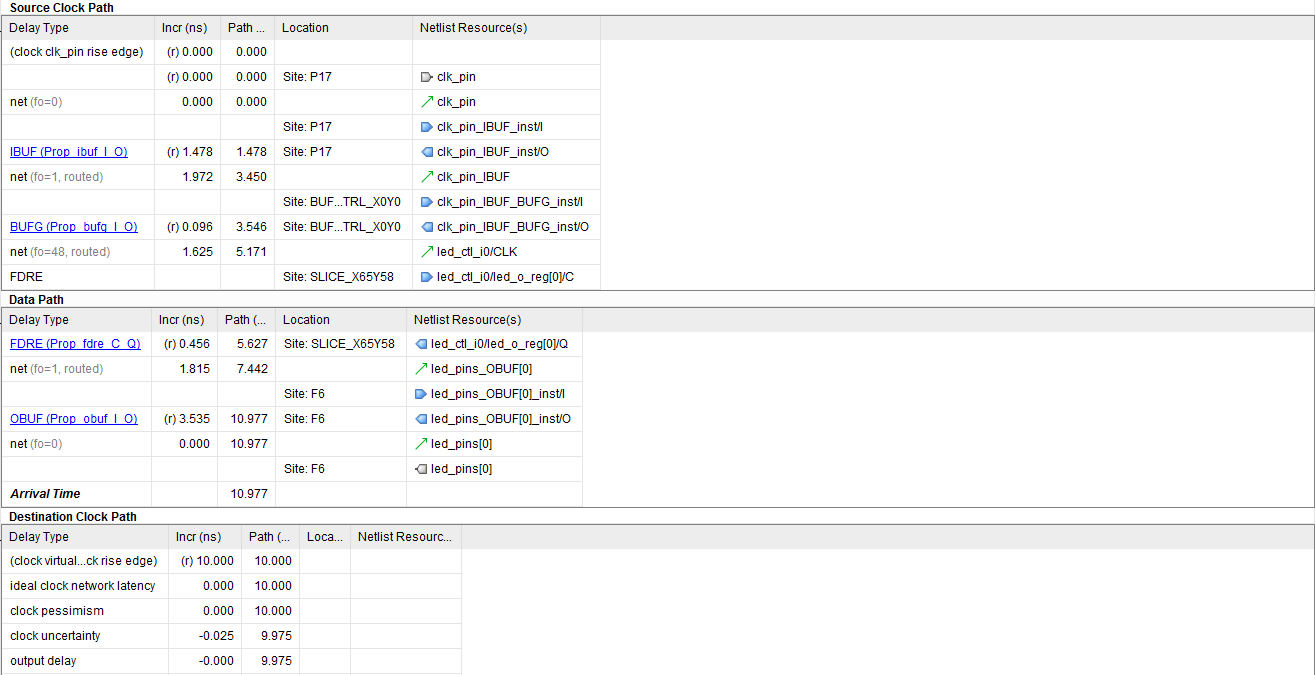 Source Clock Path
Delay Type Incr (ns) Path ... Location Netlist Resource(s)
(clock clk_pin rise edge) (r) 0.000 0.000
(r) 0.000 0.000 Site: P17 clk_pin
net (fo=0) 0.000 0.000 clk_pin
Site: P17 clk_pin_IBUF_inst/I
IBUF (Prop_ibuf_I_O) (r) 1.478 1.478 Site: P17 clk_pin_IBUF_inst/O
net (fo=1, routed) 1.972 3.450 clk_pin_IBUF
Site: BUF...TRL_X0Y0 clk_pin_IBUF_BUFG_inst/I
BUFG (Prop_bufg_I_O) (r) 0.096 3.546 Site: BUF...TRL_X0Y0 clk_pin_IBUF_BUFG_inst/O
net (fo=48, routed) 1.625 5.171 led_ctl_i0/CLK
FDRE Site: SLICE_X65Y58 led_ctl_i0/led_o_reg[0]/C
Data Path
Delay Type Incr (ns) Path (... Location Netlist Resource(s)
FDRE (Prop_fdre_C_Q) (r) 0.456 5.627 Site: SLICE_X65Y58 led_ctl_i0/led_o_reg[0]/Q
net (fo=1, routed) 1.815 7.442 led_pins_OBUF[0]
Site: F6 led_pins_OBUF[0]_inst/I
OBUF (Prop_obuf_I_O) (r) 3.535 10.977 Site: F6 led_pins_OBUF[0]_inst/O
net (fo=0) 0.000 10.977 led_pins[0]
Site: F6 led_pins[0]
Arrival Time 10.977
Destination Clock Path
Delay Type Incr (ns) Path (... Loca... Netlist Resourc...
(clock virtual...ck rise edge) (r) 10.000 10.000
ideal clock network latency 0.000 10.000
clock pessimism 0.000 10.000
clock uncertainty -0.025 9.975
output delay -0.000 9.975